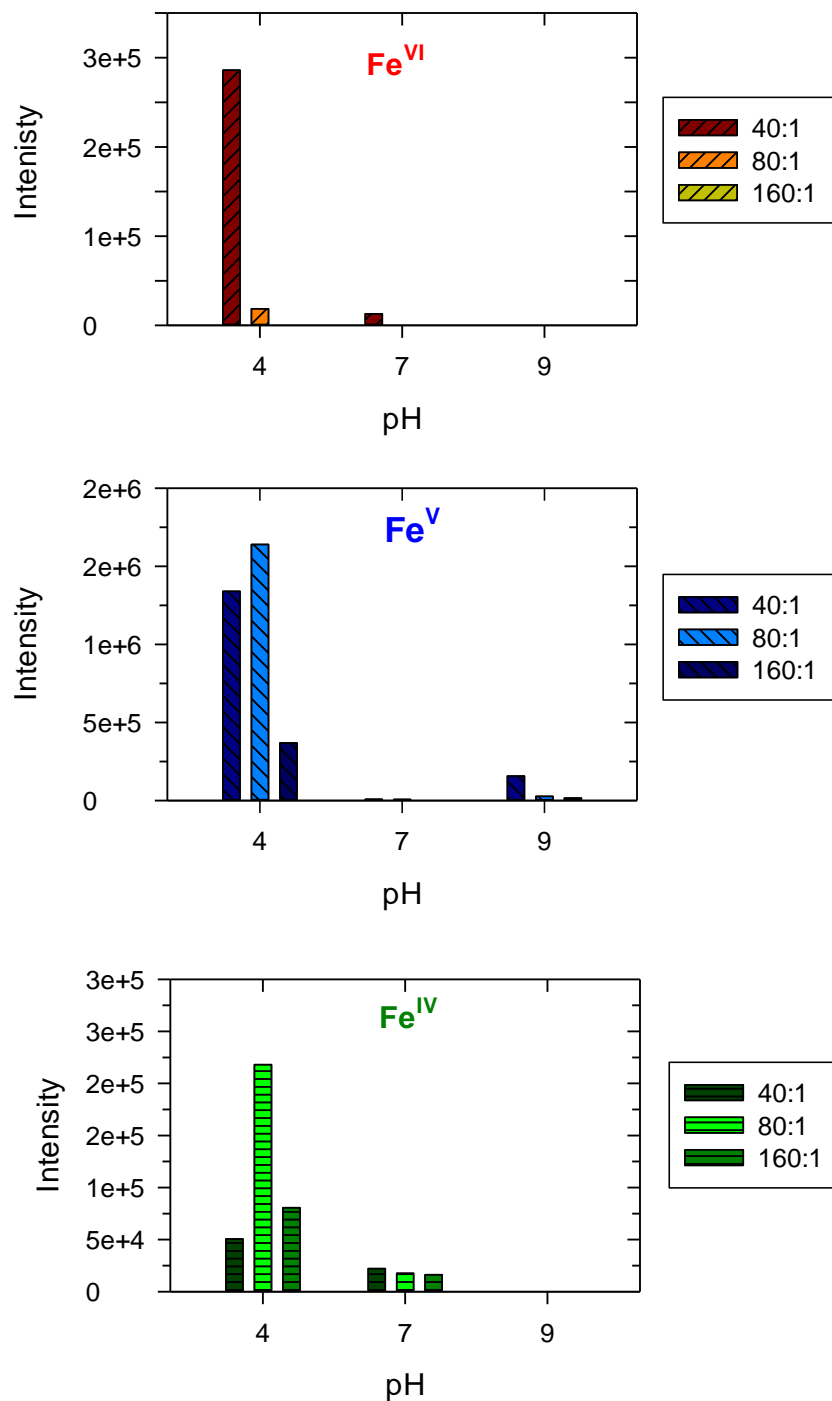 3e+5
2e+5
1e+5
0
Intenisty
Fe^VI
40:1
80:1
160:1
4 7 9
pH
2e+6
2e+6
1e+6
5e+5
0
Intensity
Fe^V
40:1
80:1
160:1
4 7 9
pH
3e+5
3e+5
2e+5
2e+5
1e+5
5e+4
0
Intensity
Fe^IV
40:1
80:1
160:1
4 7 9
pH